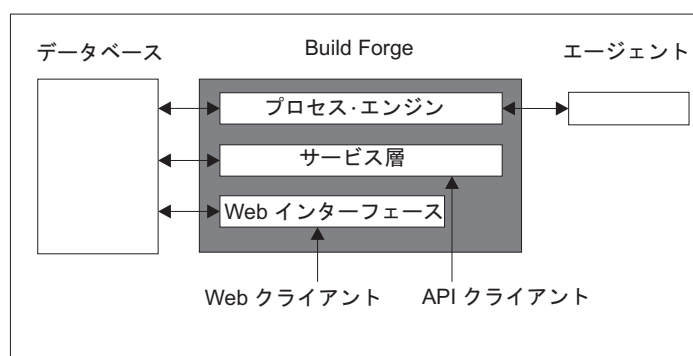 データベース
Build Forge
エージェント
プロセス・エンジン
サービス層
Web インターフェース
Web クライアント
API クライアント